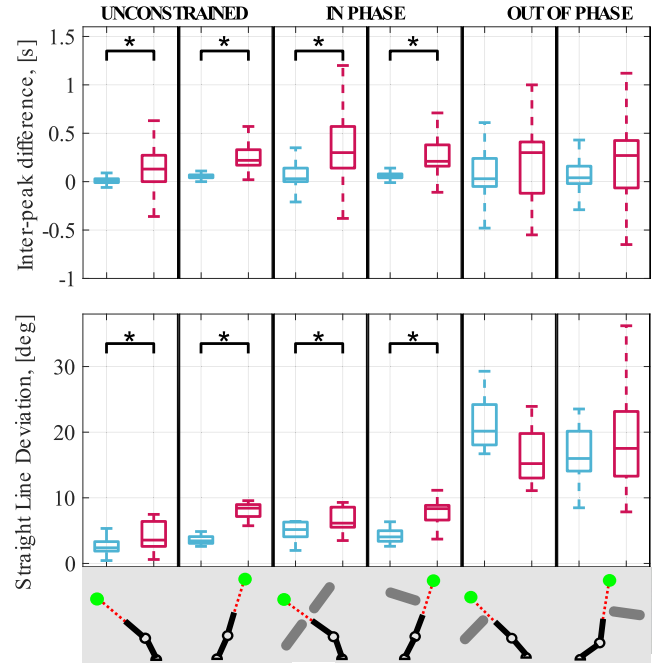 UNCONSTRAINED IN PHASE OUT OF PHASE
Inter-peak difference, [s]
1.5
1
0.5
0
-0.5
-1
* * * *
Straight Line Deviation, [deg]
30
20
10
0
* * * *